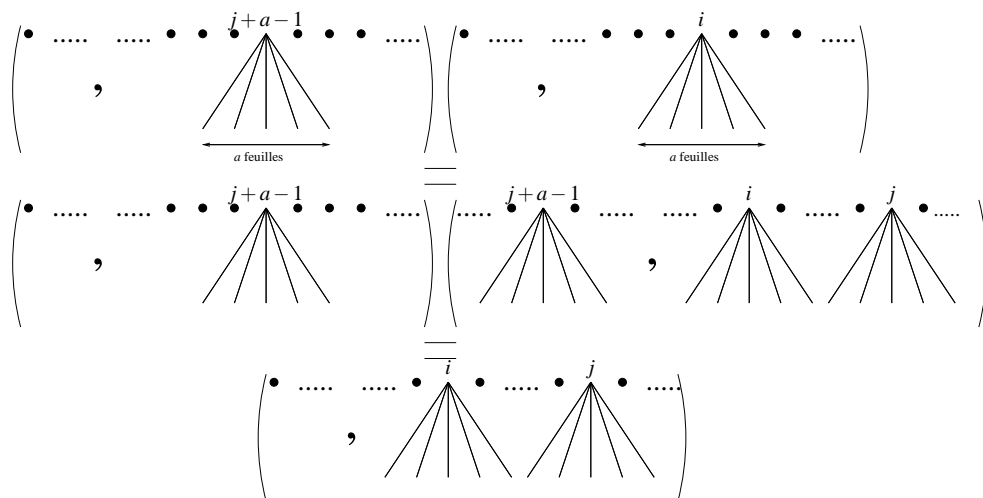 j+a−1 i
• ..... ..... • • • • • • ..... • ..... ..... • • • • • • .....
, ,
a feuilles a feuilles
=
j+a−1 j+a−1 i j
• ..... ..... • • • • • • ..... ..... • • ..... ..... • • ..... • • .....
, ,
=
i j
• ..... ..... • • ..... • • .....
,